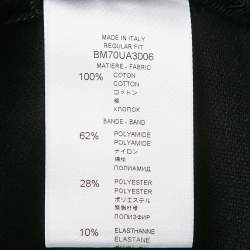 MADE IN ITALY
REGULAR FIT
BM70UA3006
MATIERE - FABRIC
100% COTON
COTTON
コットン
棉
ХЛОПОК
BANDE - BAND
62% POLYAMIDE
POLYAMIDE
ナイロン
ПОЛИАМИД
28% POLYESTER
POLYESTER
ポリエステル
聚酯纤维
ПОЛИЭФИР
10% ELASTHANNE
ELASTANE